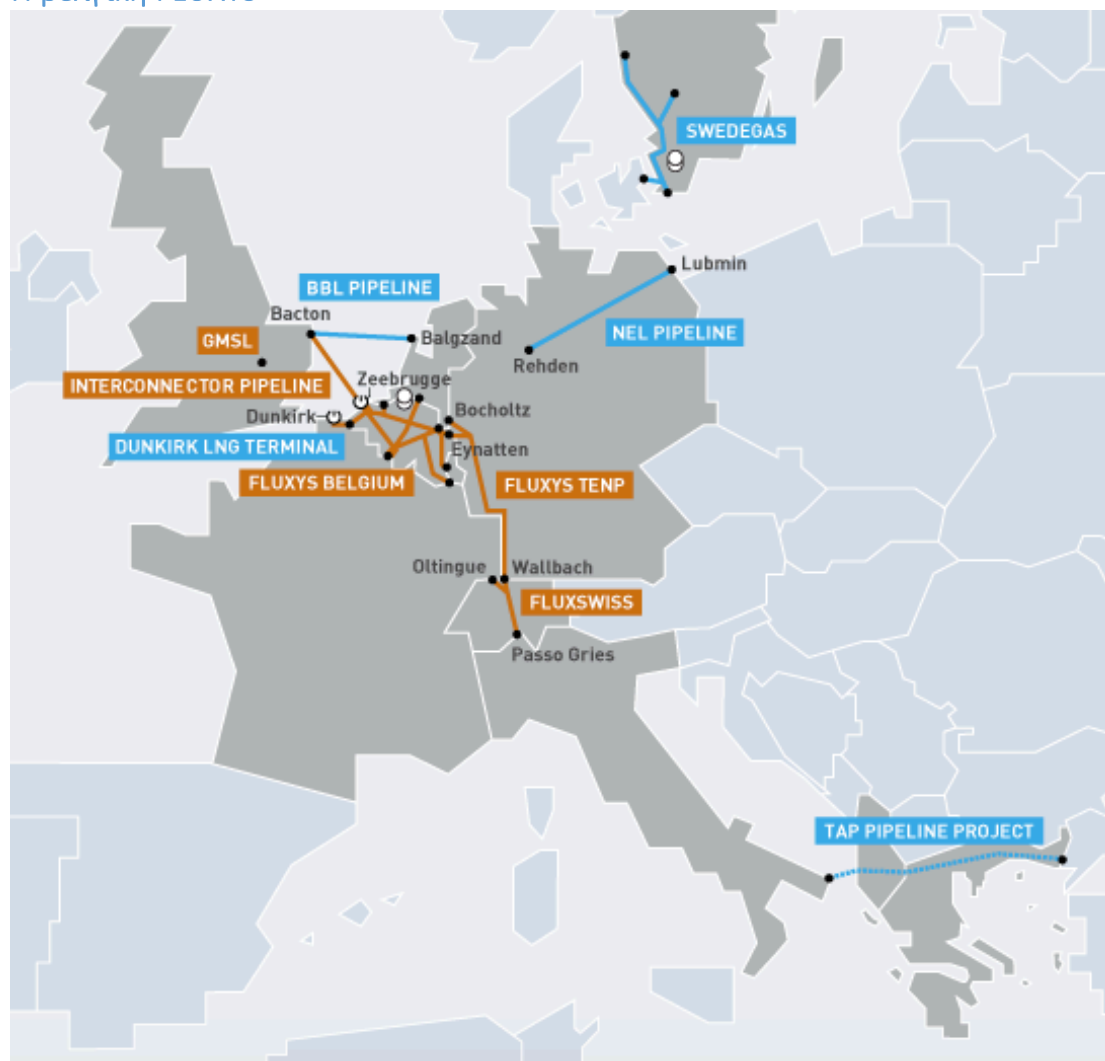 SWEDEGAS
Lubmin
BBL PIPELINE
Bacton
NEL PIPELINE
GMSL
Balgzand
Rehden
INTERCONNECTOR PIPELINE
Zeebrugge
Dunkirk
Bocholtz
DUNKIRK LNG TERMINAL
Eynatten
FLUXYS BELGIUM
FLUXYS TENP
Oltingue
Wallbach
FLUXSWISS
Passo Gries
TAP PIPELINE PROJECT